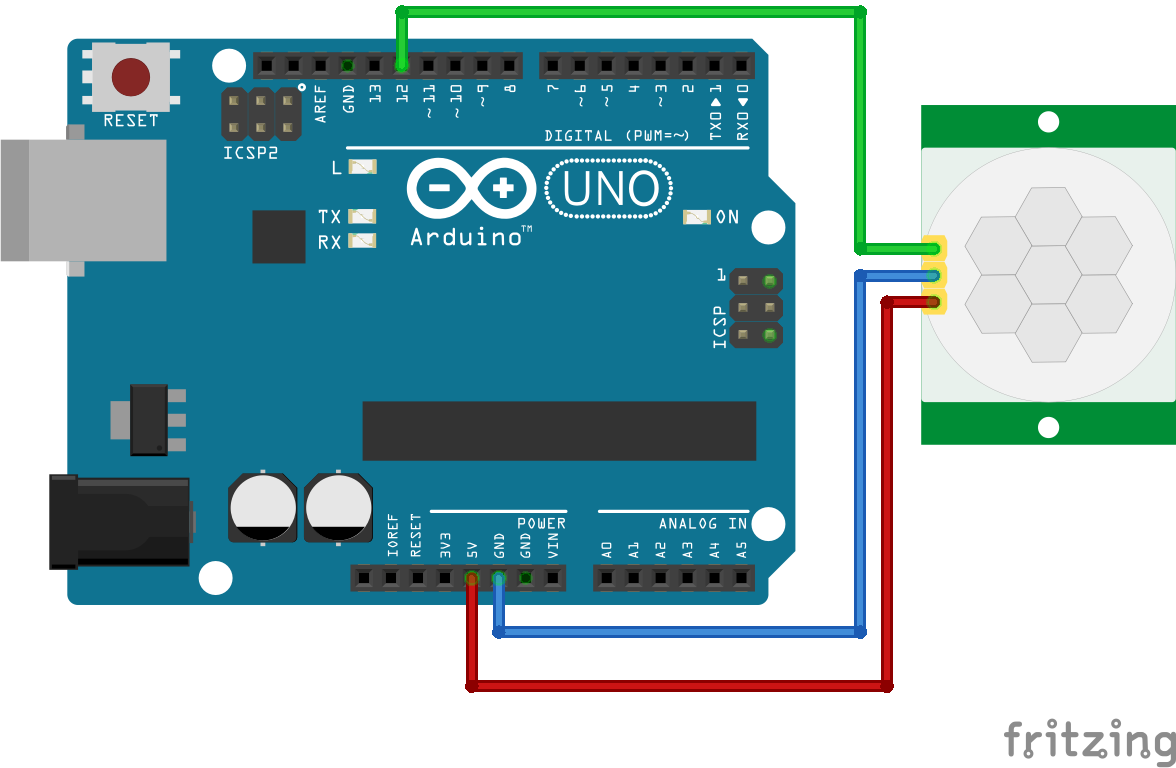 RESET
ICSP2
AREF
GND
13
12
~11
~10
~9
8
7
~6
~5
4
~3
2
TX0 ▶ 1
RX0 ◀ 0
DIGITAL (PWM=~)
L
TX
RX
UNO
Arduino™
ON
1
ICSP
IOREF
RESET
3V3
5V
GND
GND
VIN
POWER
ANALOG IN
A0
A1
A2
A3
A4
A5
fritzing